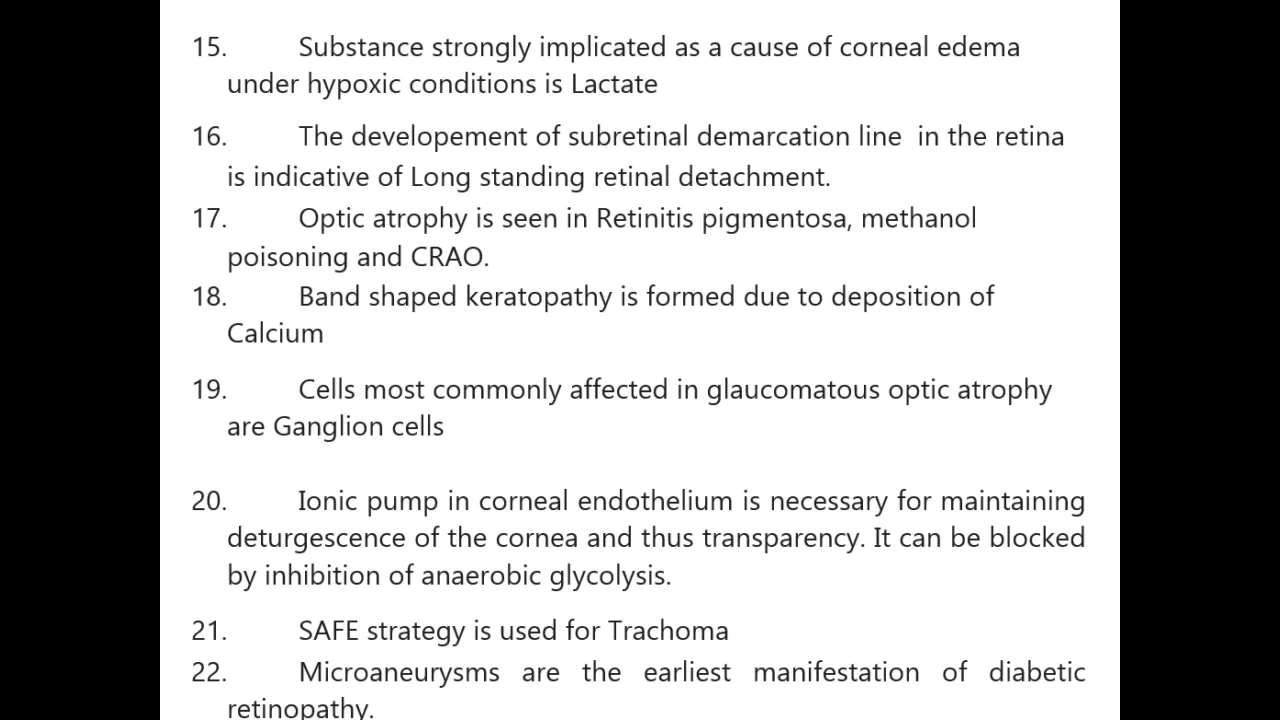 15. Substance strongly implicated as a cause of corneal edema
under hypoxic conditions is Lactate
16. The developement of subretinal demarcation line  in the retina
is indicative of Long standing retinal detachment.
17. Optic atrophy is seen in Retinitis pigmentosa, methanol
poisoning and CRAO.
18. Band shaped keratopathy is formed due to deposition of
Calcium
19. Cells most commonly affected in glaucomatous optic atrophy
are Ganglion cells
20. Ionic pump in corneal endothelium is necessary for maintaining
deturgescence of the cornea and thus transparency. It can be blocked
by inhibition of anaerobic glycolysis.
21. SAFE strategy is used for Trachoma
22. Microaneurysms are the earliest manifestation of diabetic
retinopathy.